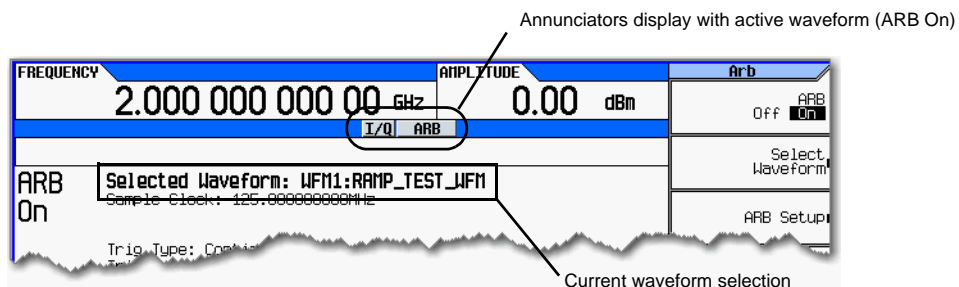 Annunciators display with active waveform (ARB On)
FREQUENCY
AMPLITUDE
Arb
2.000 000 000 00 GHz
0.00 dBm
ARB
Off On
I/Q ARB
Select
Waveform
ARB
On
Selected Waveform: WFM1:RAMP_TEST_WFM
Sample Clock: 125.000000000MHz
ARB Setup
Trig Type:
Current waveform selection